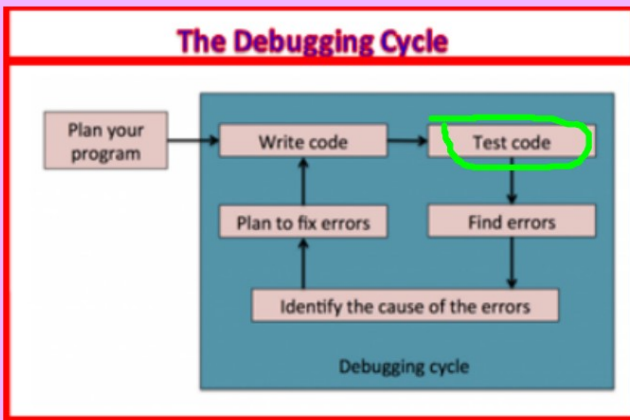 The Debugging Cycle
Plan your
program
Write code
Test code
Plan to fix errors
Find errors
Identify the cause of the errors
Debugging cycle